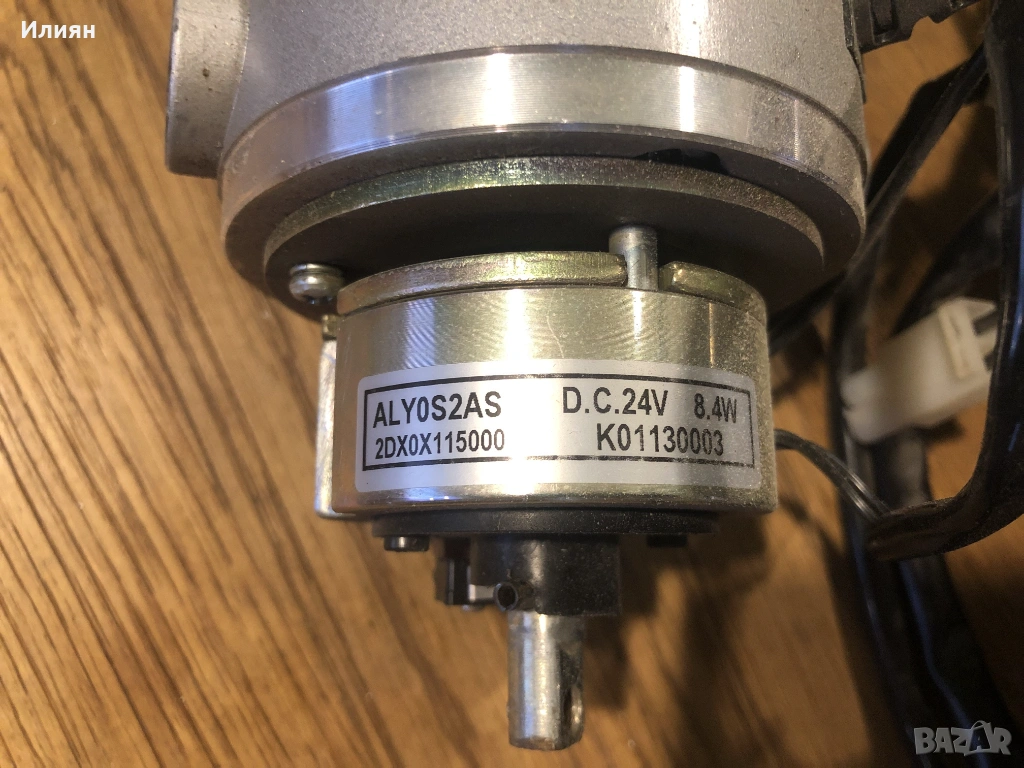 Илиян
ALY0S2AS D.C.24V 8.4W
2DX0X115000 K01130003
BAZAR